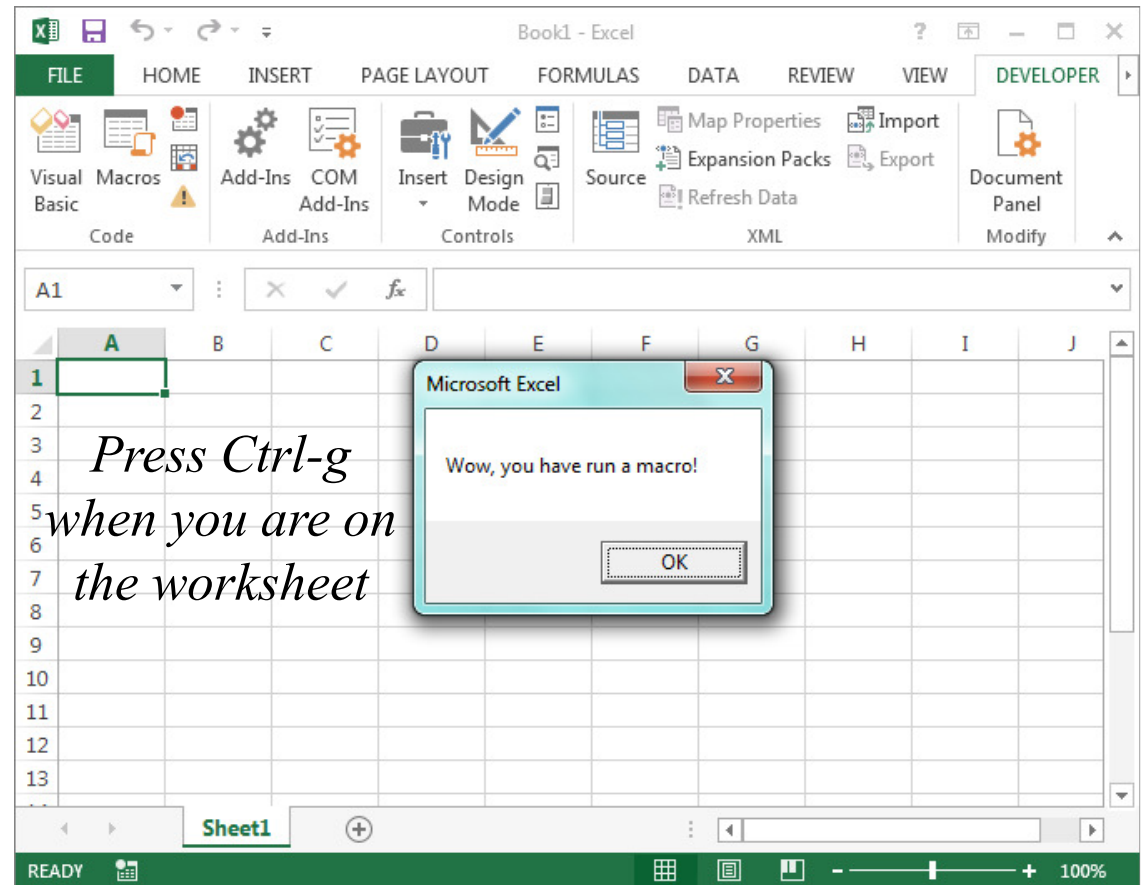 Book1 - Excel
FILE HOME INSERT PAGE LAYOUT FORMULAS DATA REVIEW VIEW DEVELOPER
Visual Basic
Macros
Code
Add-Ins
COM Add-Ins
Add-Ins
Insert
Design Mode
Controls
Source
Map Properties
Expansion Packs
Refresh Data
Import
Export
XML
Document Panel
Modify
A1
fx
A B C D E F G H I J
1
2
3
4
5
6
7
8
9
10
11
12
13
Press Ctrl-g
when you are on
the worksheet
Microsoft Excel
Wow, you have run a macro!
OK
Sheet1
READY
100%